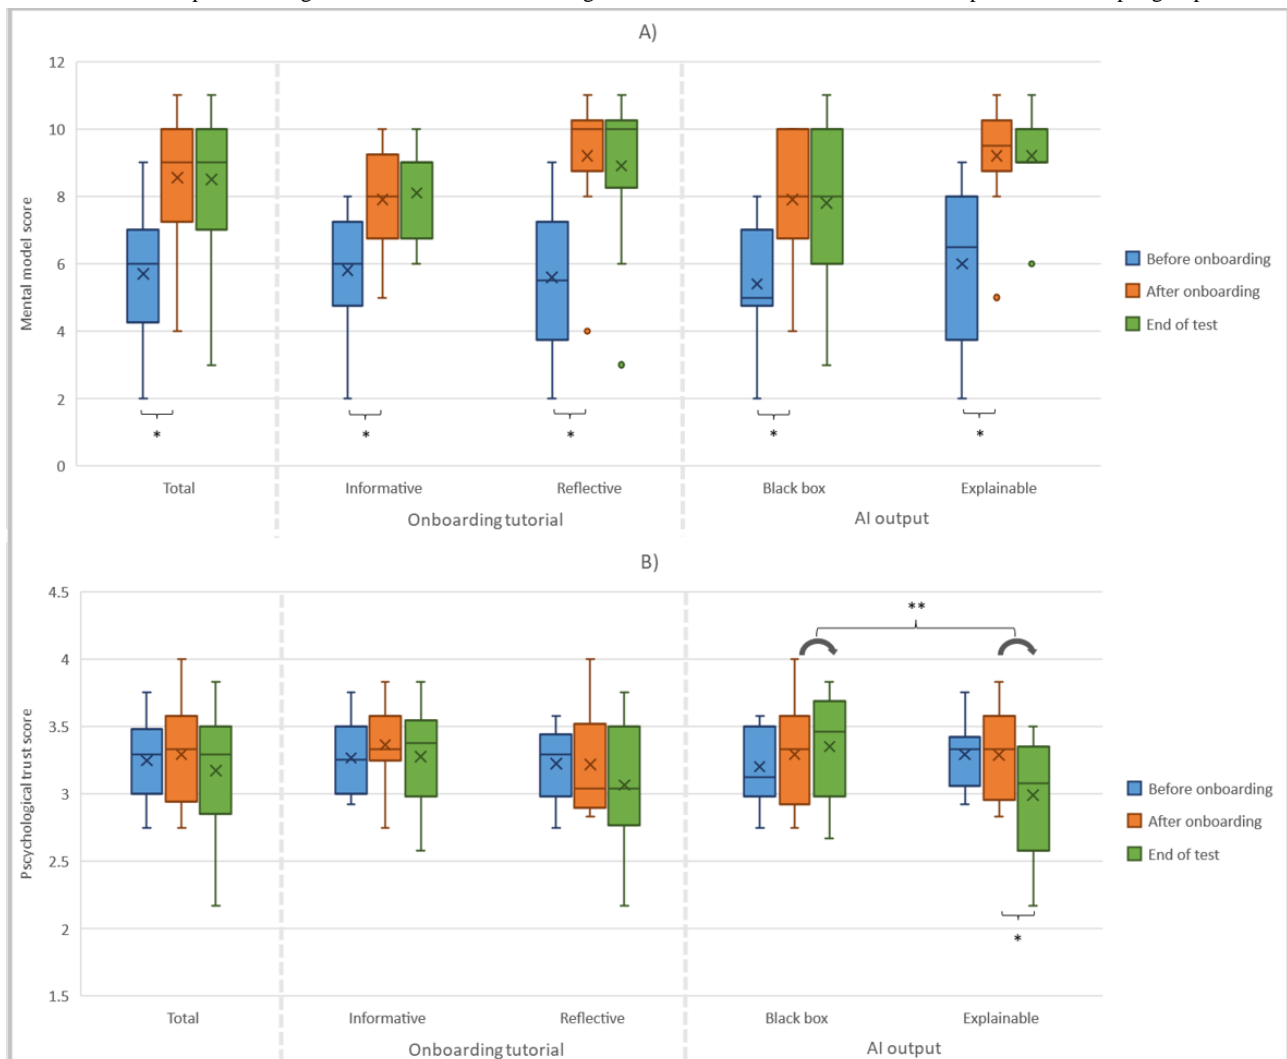 A)
12
10
8
6
4
2
0
Mental model score
* * * * *
Total Informative Reflective Black box Explainable
Onboarding tutorial AI output
Before onboarding
After onboarding
End of test
B)
4.5
4
3.5
3
2.5
2
1.5
Pscychological trust score
**
*
Total Informative Reflective Black box Explainable
Onboarding tutorial AI output
Before onboarding
After onboarding
End of test